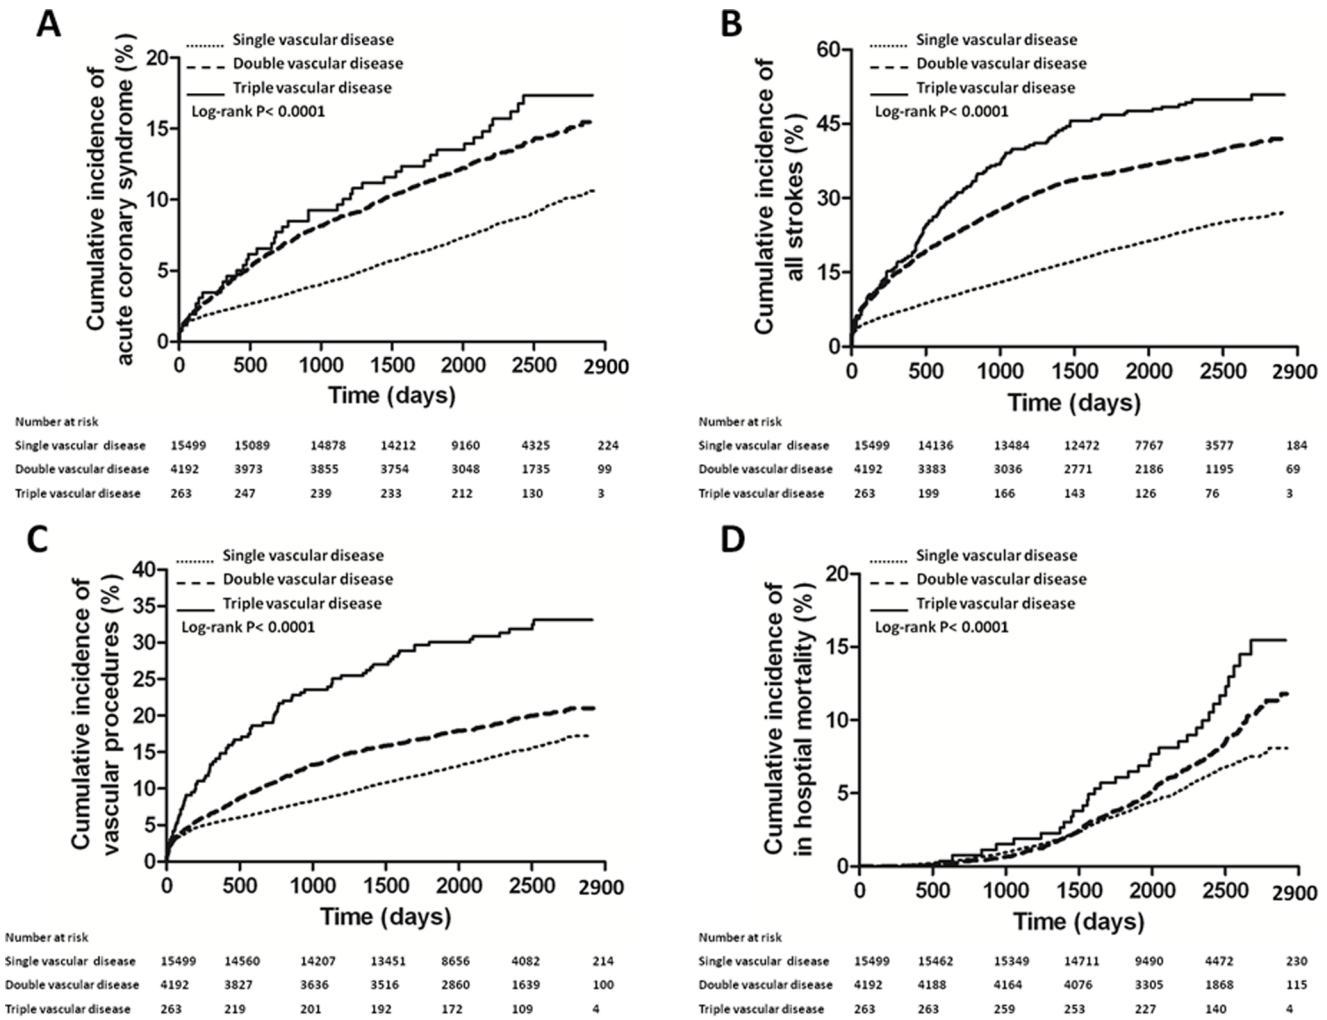 A
Single vascular disease
Double vascular disease
Triple vascular disease
Log-rank P< 0.0001
Cumulative incidence of
acute coronary syndrome (%)
20
15
10
5
0
0 500 1000 1500 2000 2500 2900
Time (days)
Number at risk
Single vascular disease 15499 15089 14878 14212 9160 4325 224
Double vascular disease 4192 3973 3855 3754 3048 1735 99
Triple vascular disease 263 247 239 233 212 130 3
B
Single vascular disease
Double vascular disease
Triple vascular disease
Log-rank P< 0.0001
Cumulative incidence of
all strokes (%)
60
45
30
15
0
0 500 1000 1500 2000 2500 2900
Time (days)
Number at risk
Single vascular disease 15499 14136 13484 12472 7767 3577 184
Double vascular disease 4192 3383 3036 2771 2186 1195 69
Triple vascular disease 263 199 166 143 126 76 3
C
Single vascular disease
Double vascular disease
Triple vascular disease
Log-rank P< 0.0001
Cumulative incidence of
vascular procedures (%)
40
35
30
25
20
15
10
5
0
0 500 1000 1500 2000 2500 2900
Time (days)
Number at risk
Single vascular disease 15499 14560 14207 13451 8656 4082 214
Double vascular disease 4192 3827 3636 3516 2860 1639 100
Triple vascular disease 263 219 201 192 172 109 4
D
Single vascular disease
Double vascular disease
Triple vascular disease
Log-rank P< 0.0001
Cumulative incidence of
in hosptial mortality (%)
20
15
10
5
0
0 500 1000 1500 2000 2500 2900
Time (days)
Number at risk
Single vascular disease 15499 15462 15349 14711 9490 4472 230
Double vascular disease 4192 4188 4164 4076 3305 1868 115
Triple vascular disease 263 263 259 253 227 140 4